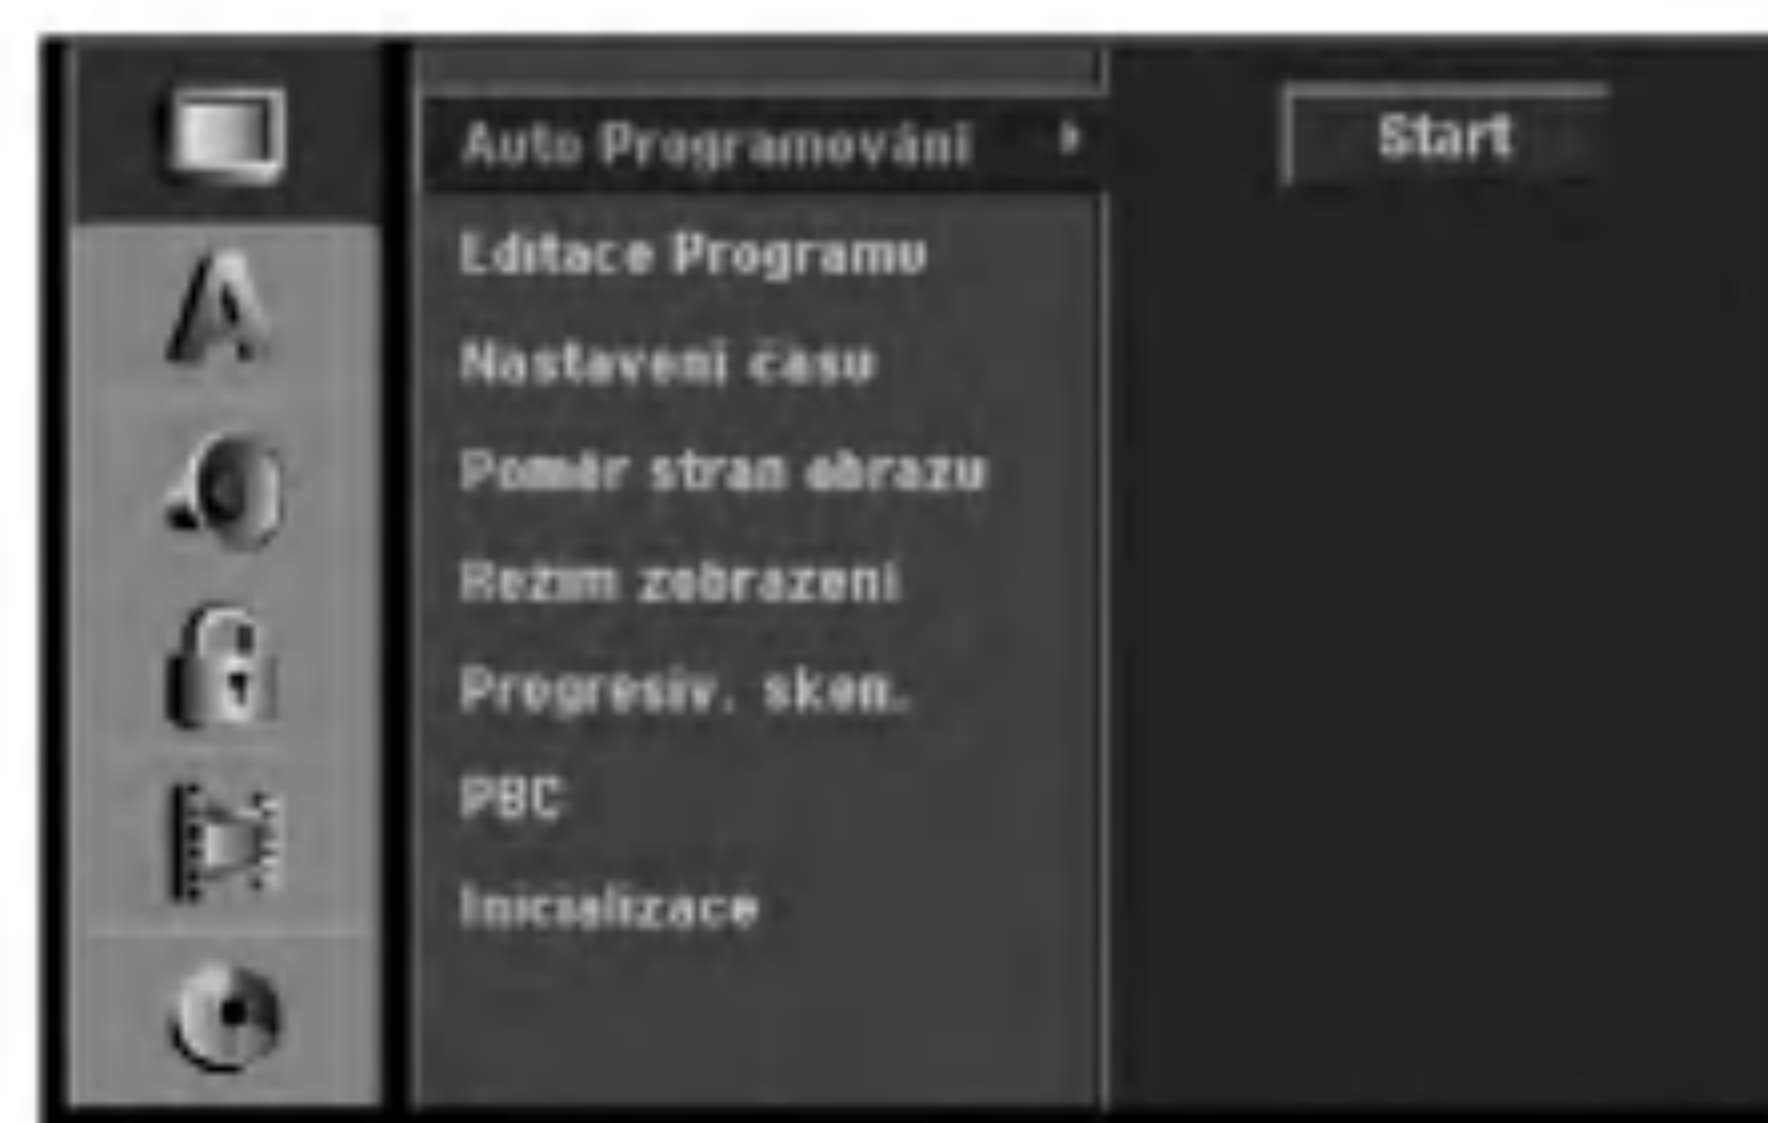 Auto Programování
Start
Editace Programu
Nastavení času
Poměr stran obrazu
Režim zobrazení
Progresiv. sken.
PBC
Inicializace